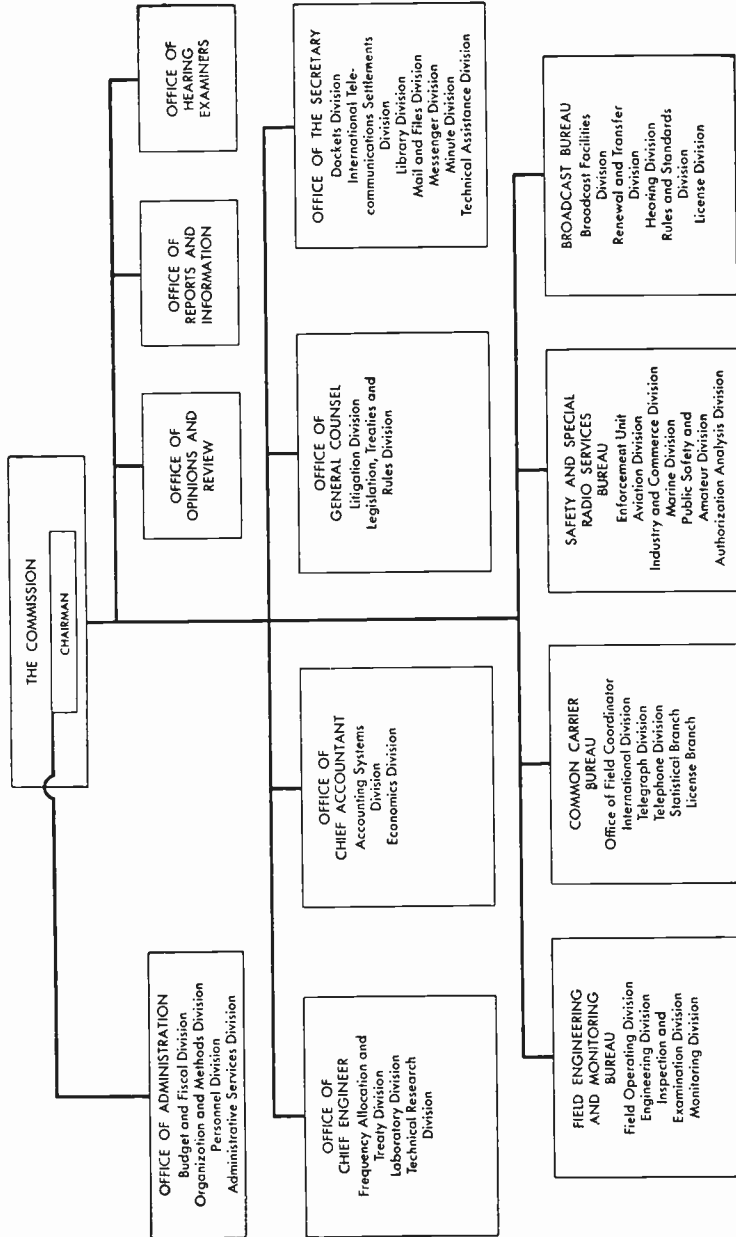 THE COMMISSION
CHAIRMAN
OFFICE OF ADMINISTRATION
Budget and Fiscal Division
Organization and Methods Division
Personnel Division
Administrative Services Division
OFFICE OF
OPINIONS AND
REVIEW
OFFICE OF
REPORTS AND
INFORMATION
OFFICE OF
HEARING
EXAMINERS
OFFICE OF
CHIEF ENGINEER
Frequency Allocation and
Treaty Division
Laboratory Division
Technical Research
Division
OFFICE OF
CHIEF ACCOUNTANT
Accounting Systems
Division
Economics Division
OFFICE OF
GENERAL COUNSEL
Litigation Division
Legislation, Treaties and
Rules Division
OFFICE OF THE SECRETARY
Dockets Division
International Tele-
communications Settlements
Division
Library Division
Mail and Files Division
Messenger Division
Minute Division
Technical Assistance Division
FIELD ENGINEERING
AND MONITORING
BUREAU
Field Operating Division
Engineering Division
Inspection and
Examination Division
Monitoring Division
COMMON CARRIER
BUREAU
Office of Field Coordinator
International Division
Telegraph Division
Telephone Division
Statistical Branch
License Branch
SAFETY AND SPECIAL
RADIO SERVICES
BUREAU
Enforcement Unit
Aviation Division
Industry and Commerce Division
Marine Division
Public Safety and
Amateur Division
Authorization Analysis Division
BROADCAST BUREAU
Broadcast Facilities
Division
Renewal and Transfer
Division
Hearing Division
Rules and Standards
Division
License Division